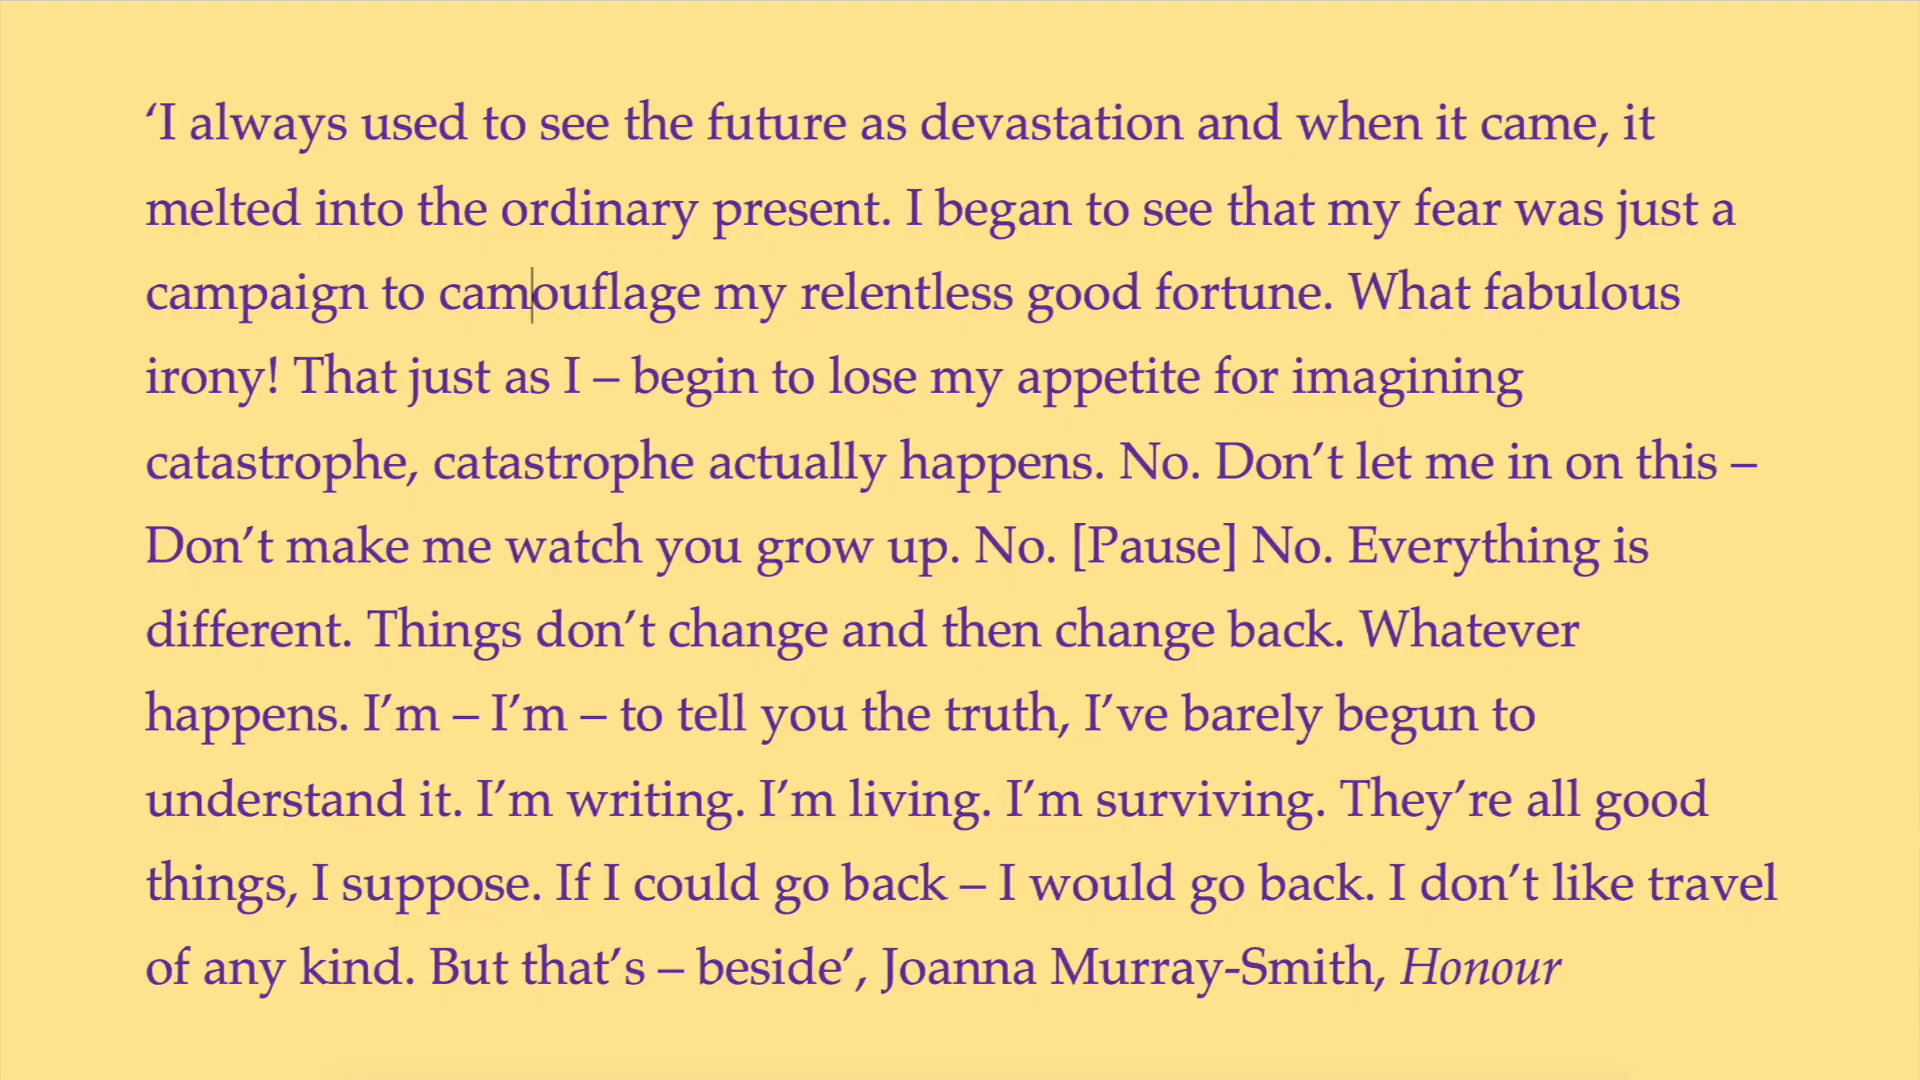 ‘I always used to see the future as devastation and when it came, it
melted into the ordinary present. I began to see that my fear was just a
campaign to camouflage my relentless good fortune. What fabulous
irony! That just as I – begin to lose my appetite for imagining
catastrophe, catastrophe actually happens. No. Don’t let me in on this –
Don’t make me watch you grow up. No. [Pause] No. Everything is
different. Things don’t change and then change back. Whatever
happens. I’m – I’m – to tell you the truth, I’ve barely begun to
understand it. I’m writing. I’m living. I’m surviving. They’re all good
things, I suppose. If I could go back – I would go back. I don’t like travel
of any kind. But that’s – beside’, Joanna Murray-Smith, Honour